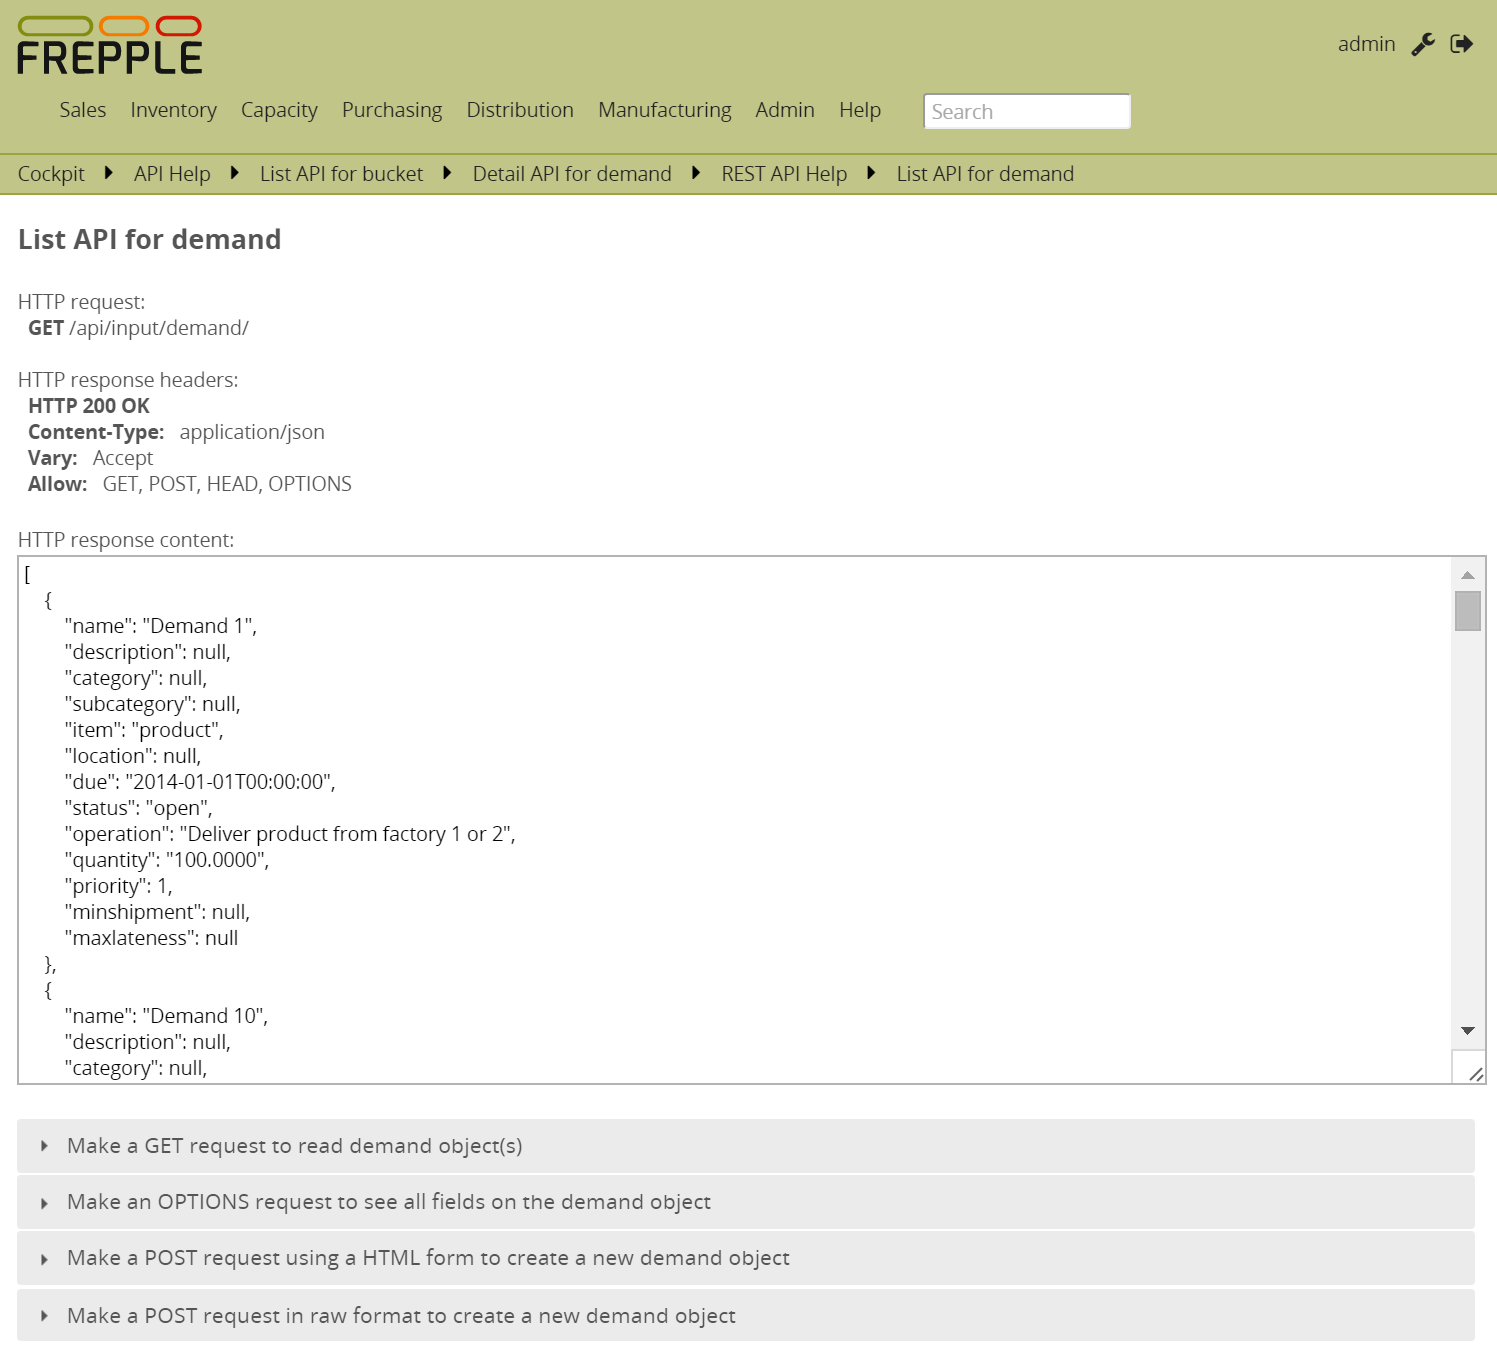 FREPPLE
admin
Sales Inventory Capacity Purchasing Distribution Manufacturing Admin Help Search
Cockpit API Help List API for bucket Detail API for demand REST API Help List API for demand
List API for demand
HTTP request:
GET /api/input/demand/
HTTP response headers:
HTTP 200 OK
Content-Type: application/json
Vary: Accept
Allow: GET, POST, HEAD, OPTIONS
HTTP response content:
[
{
"name": "Demand 1",
"description": null,
"category": null,
"subcategory": null,
"item": "product",
"location": null,
"due": "2014-01-01T00:00:00",
"status": "open",
"operation": "Deliver product from factory 1 or 2",
"quantity": "100.0000",
"priority": 1,
"minshipment": null,
"maxlateness": null
},
{
"name": "Demand 10",
"description": null,
"category": null,
Make a GET request to read demand object(s)
Make an OPTIONS request to see all fields on the demand object
Make a POST request using a HTML form to create a new demand object
Make a POST request in raw format to create a new demand object